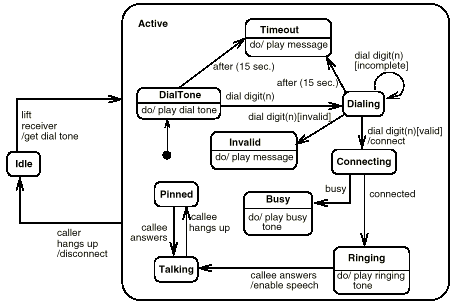 Active
Timeout
do/ play message
dial digit(n)
[incomplete]
after (15 sec.)
after (15 sec.)
DialTone
do/ play dial tone
dial digit(n)
Dialing
lift
receiver
/get dial tone
dial digit(n)[invalid]
dial digit(n)[valid]
/connect
Invalid
do/ play message
Idle
Connecting
Pinned
busy
connected
Busy
do/ play busy
tone
callee
answers
callee
hangs up
caller
hangs up
/disconnect
Talking
callee answers
/enable speech
Ringing
do/ play ringing
tone